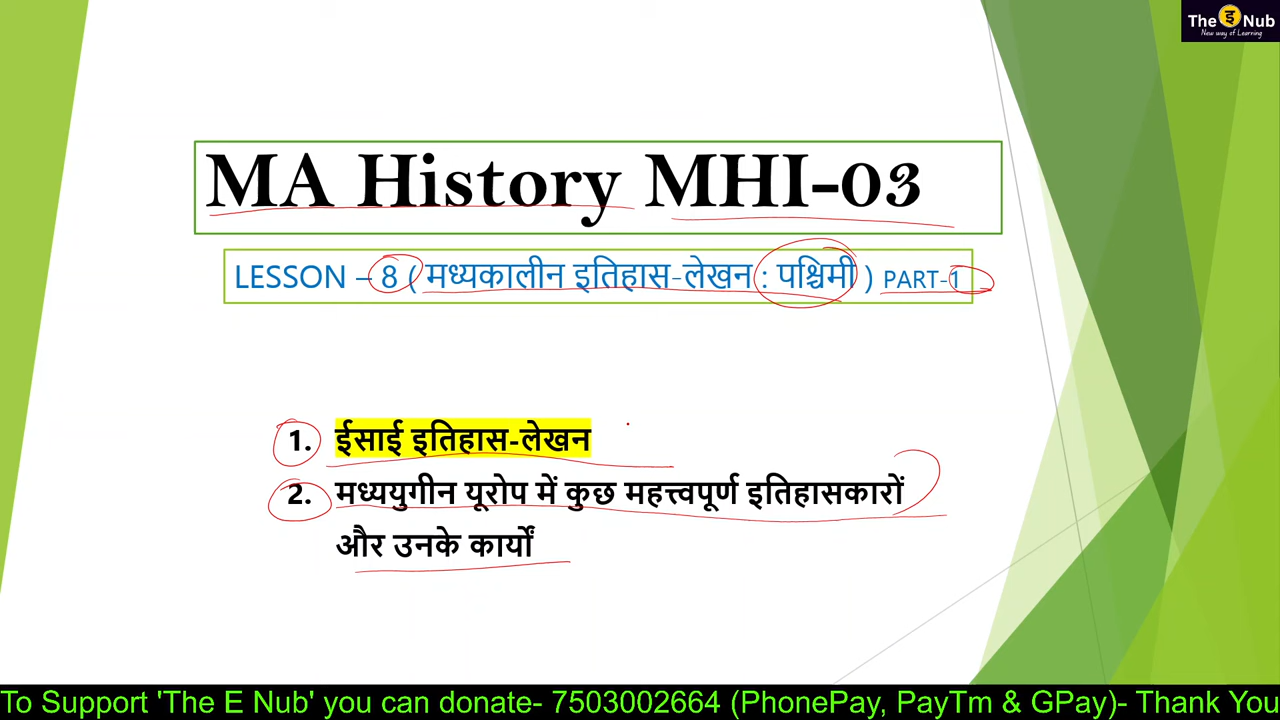 The इ Nub
New way of Learning
MA History MHI-03
LESSON – 8 ( मध्यकालीन इतिहास-लेखन : पश्चिमी ) PART-1
1. ईसाई इतिहास-लेखन
2. मध्ययुगीन यूरोप में कुछ महत्त्वपूर्ण इतिहासकारों
और उनके कार्यों
To Support 'The E Nub' you can donate- 7503002664 (PhonePay, PayTm & GPay)- Thank You